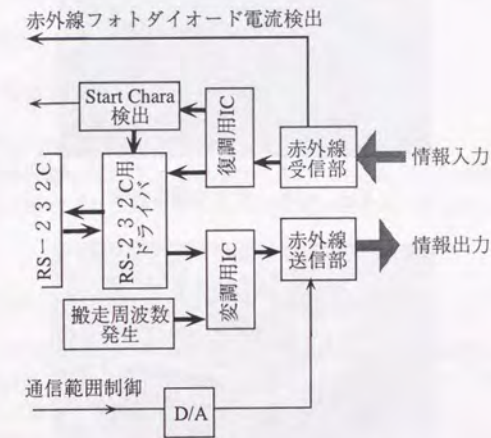 赤外線フォトダイオード電流検出
Start Chara
検出
復調用IC
赤外線
受信部
情報入力
RS-232C
RS-232C用
ドライバ
変調用IC
赤外線
送信部
情報出力
搬走周波数
発生
通信範囲制御
D/A